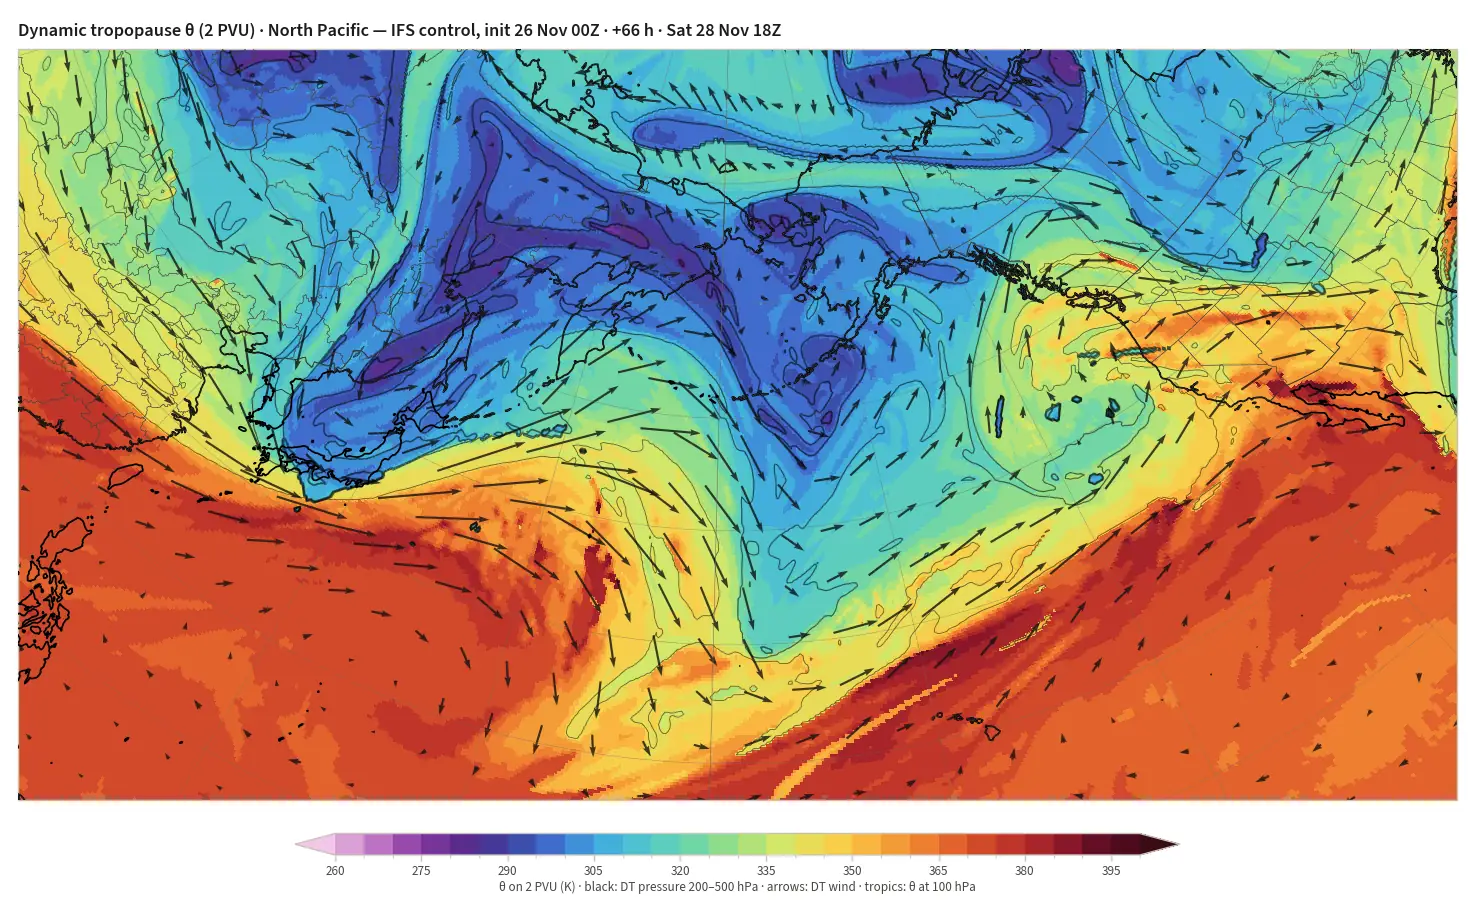 Dynamic tropopause θ (2 PVU) · North Pacific — IFS control, init 26 Nov 00Z · +66 h · Sat 28 Nov 18Z
260 275 290 305 320 335 350 365 380 395
θ on 2 PVU (K) · black: DT pressure 200–500 hPa · arrows: DT wind · tropics: θ at 100 hPa